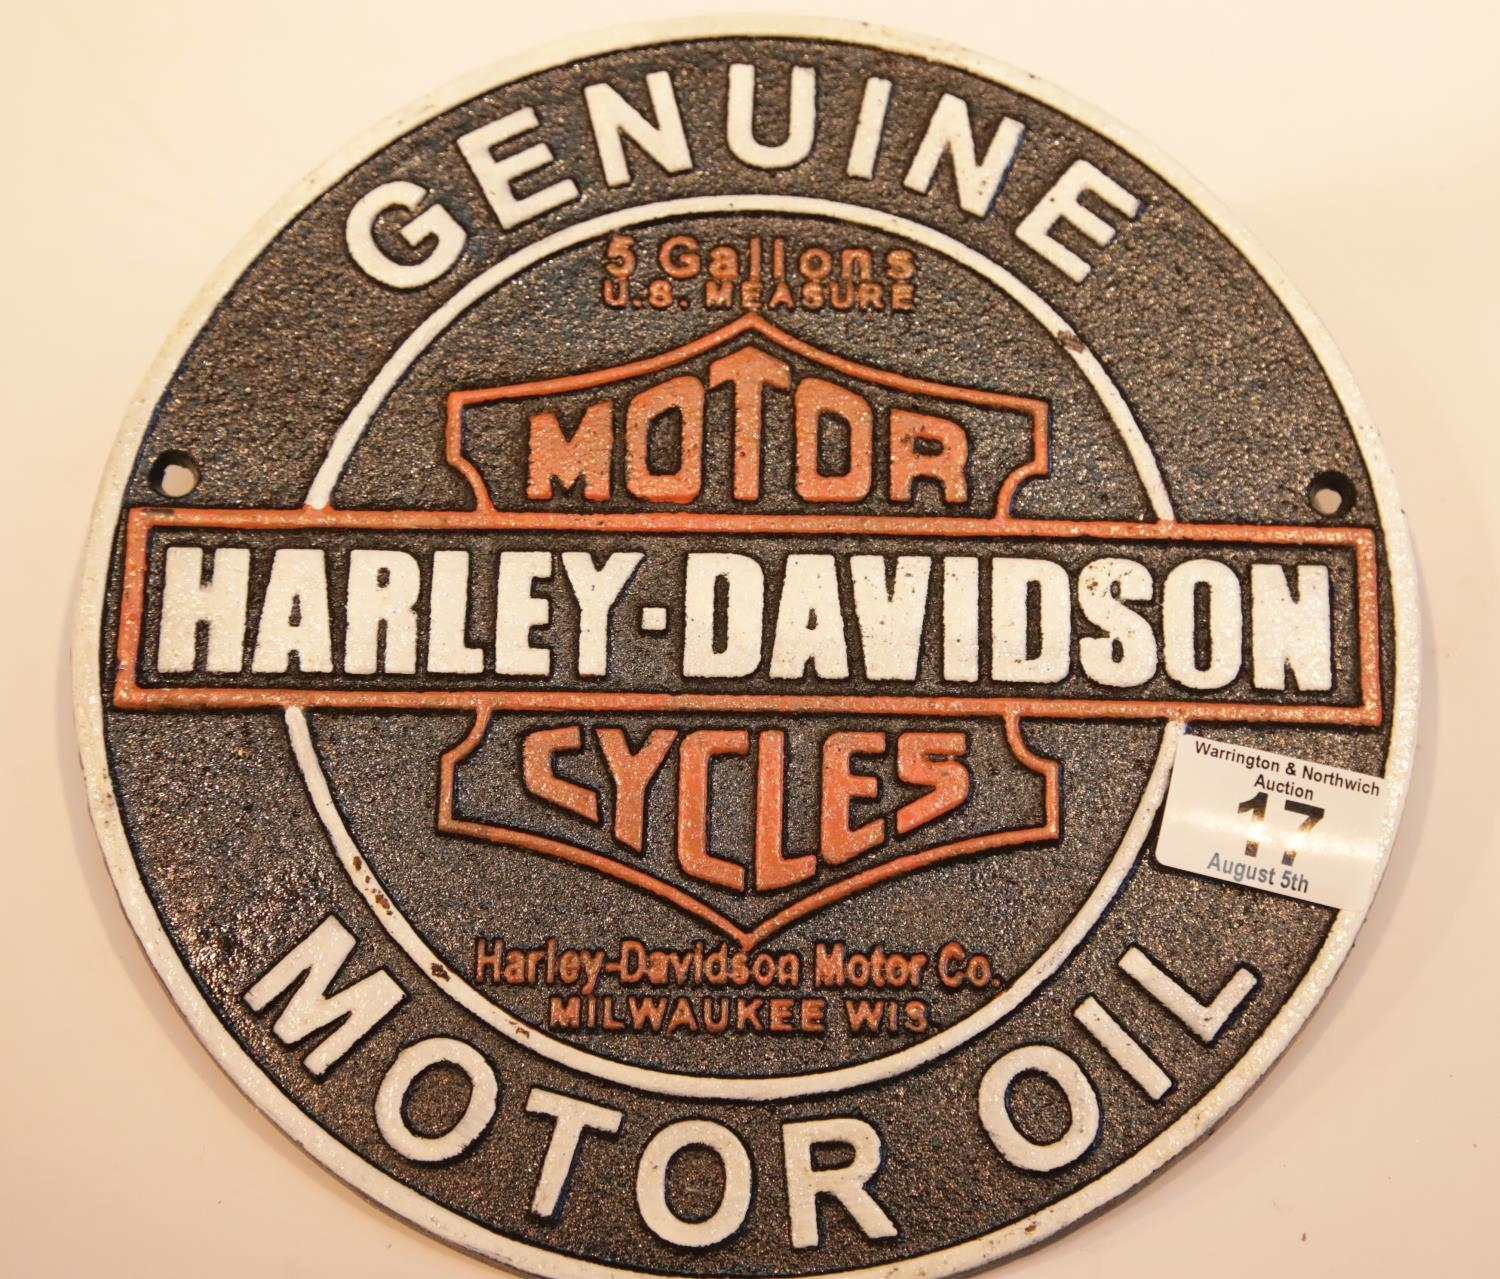 GENUINE
5 Gallons
U.S. MEASURE
MOTOR
HARLEY-DAVIDSON
CYCLES
Harley-Davidson Motor Co.
MILWAUKEE WIS.
MOTOR OIL
Warrington & Northwich
Auction
17
August 5th